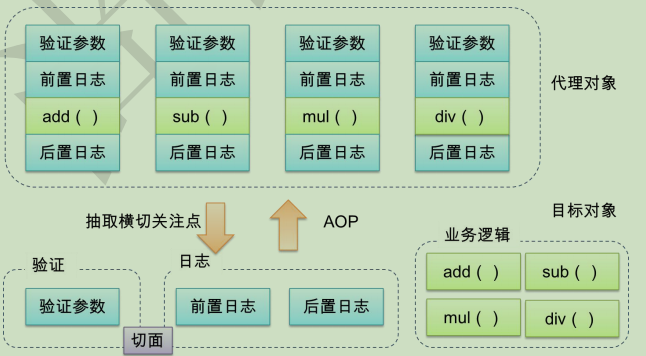 验证参数 验证参数 验证参数 验证参数
前置日志 前置日志 前置日志 前置日志
代理对象
add（ ） sub（ ） mul（ ） div（ ）
后置日志 后置日志 后置日志 后置日志
抽取横切关注点 AOP
目标对象
业务逻辑
验证 日志
add（ ） sub（ ）
验证参数 前置日志 后置日志
mul（ ） div（ ）
切面